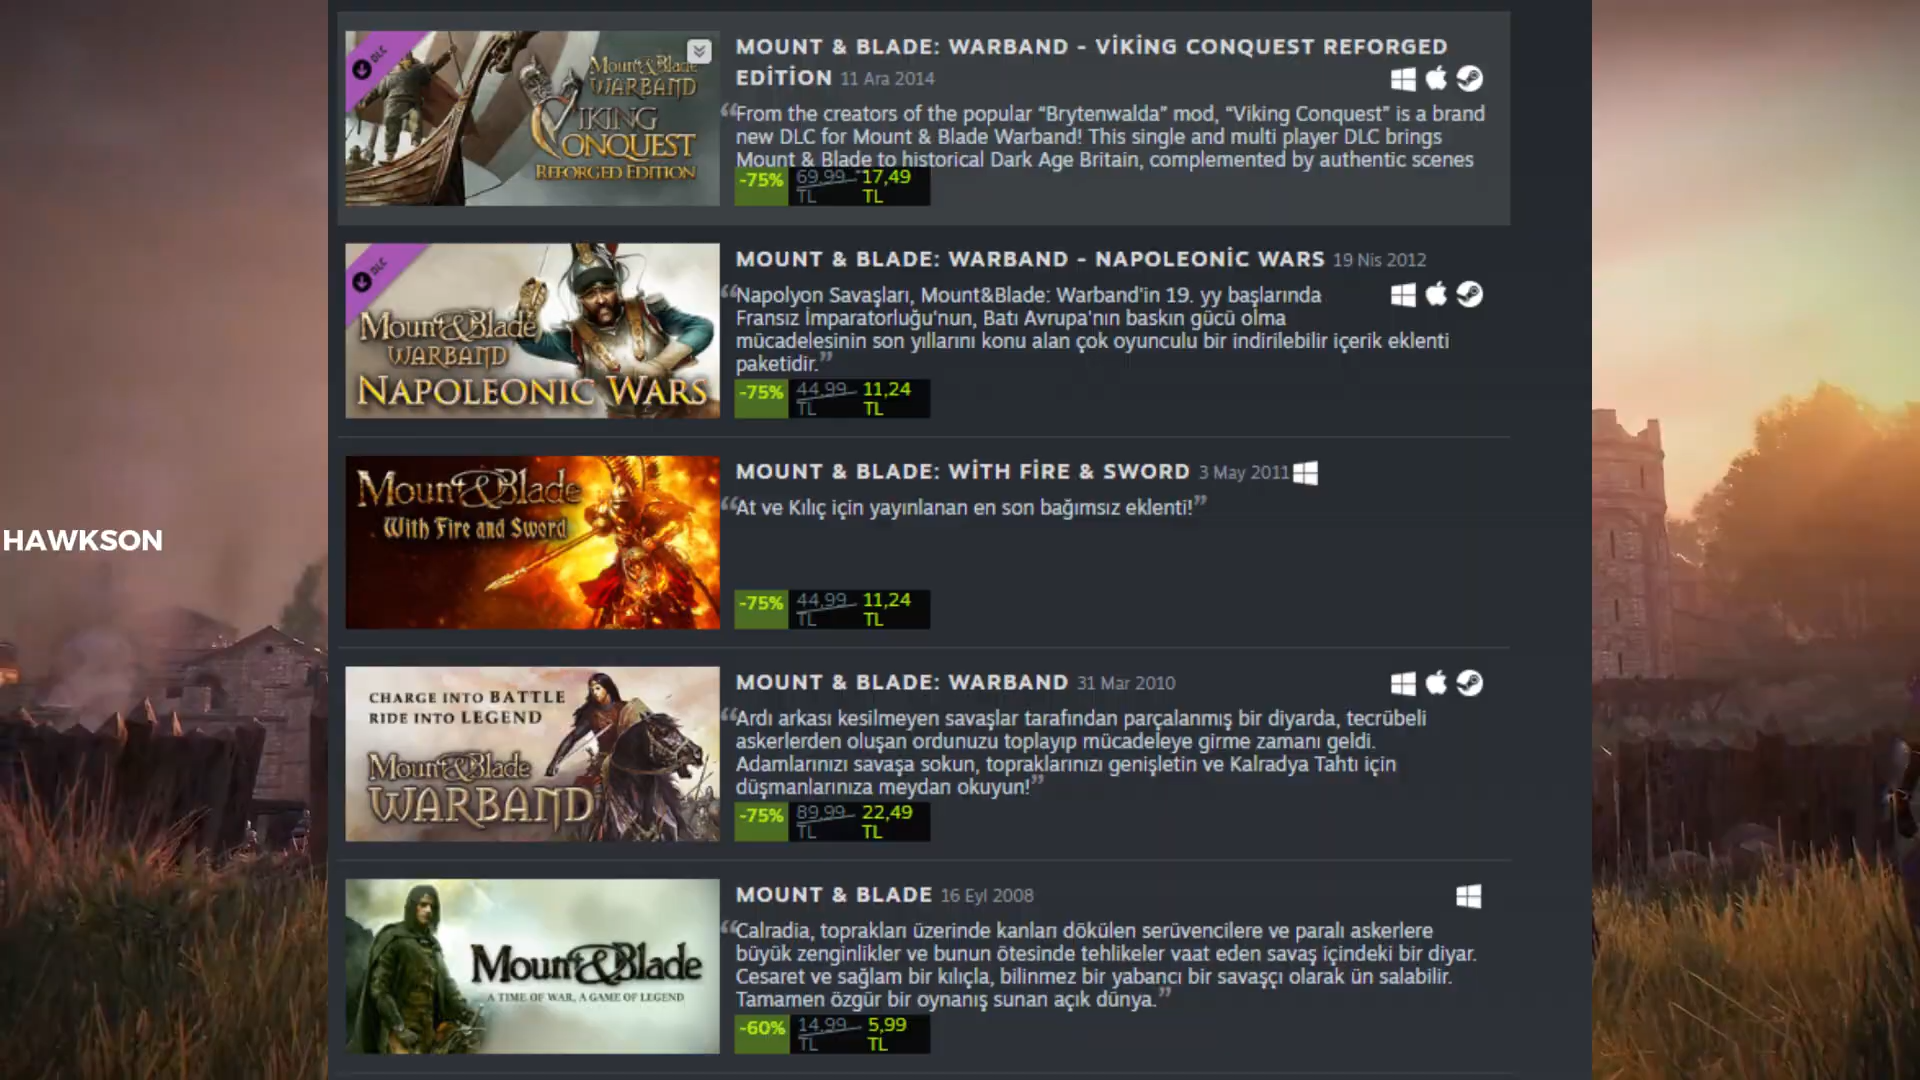 DLC
Mount&Blade
WARBAND
VIKING
CONQUEST
REFORGED EDITION
MOUNT & BLADE: WARBAND - VİKİNG CONQUEST REFORGED
EDİTİON 11 Ara 2014
“From the creators of the popular “Brytenwalda” mod, “Viking Conquest” is a brand
new DLC for Mount & Blade Warband! This single and multi player DLC brings
Mount & Blade to historical Dark Age Britain, complemented by authentic scenes
-75% 69,99 TL 17,49 TL
DLC
Mount&Blade
WARBAND
NAPOLEONIC WARS
MOUNT & BLADE: WARBAND - NAPOLEONİC WARS 19 Nis 2012
“Napolyon Savaşları, Mount&Blade: Warband'in 19. yy başlarında
Fransız İmparatorluğu'nun, Batı Avrupa'nın baskın gücü olma
mücadelesinin son yıllarını konu alan çok oyunculu bir indirilebilir içerik eklenti
paketidir.”
-75% 44,99 TL 11,24 TL
Mount&Blade
With Fire and Sword
MOUNT & BLADE: WİTH FİRE & SWORD 3 May 2011
“At ve Kılıç için yayınlanan en son bağımsız eklenti!”
-75% 44,99 TL 11,24 TL
HAWKSON
CHARGE INTO BATTLE
RIDE INTO LEGEND
Mount&Blade
WARBAND
MOUNT & BLADE: WARBAND 31 Mar 2010
“Ardı arkası kesilmeyen savaşlar tarafından parçalanmış bir diyarda, tecrübeli
askerlerden oluşan ordunuzu toplayıp mücadeleye girme zamanı geldi.
Adamlarınızı savaşa sokun, topraklarınızı genişletin ve Kalradya Tahtı için
düşmanlarınıza meydan okuyun!”
-75% 89,99 TL 22,49 TL
Mount&Blade
A TIME OF WAR, A GAME OF LEGEND
MOUNT & BLADE 16 Eyl 2008
“Calradia, toprakları üzerinde kanları dökülen serüvencilere ve paralı askerlere
büyük zenginlikler ve bunun ötesinde tehlikeler vaat eden savaş içindeki bir diyar.
Cesaret ve sağlam bir kılıçla, bilinmez bir yabancı bir savaşçı olarak ün salabilir.
Tamamen özgür bir oynanış sunan açık dünya.”
-60% 14,99 TL 5,99 TL